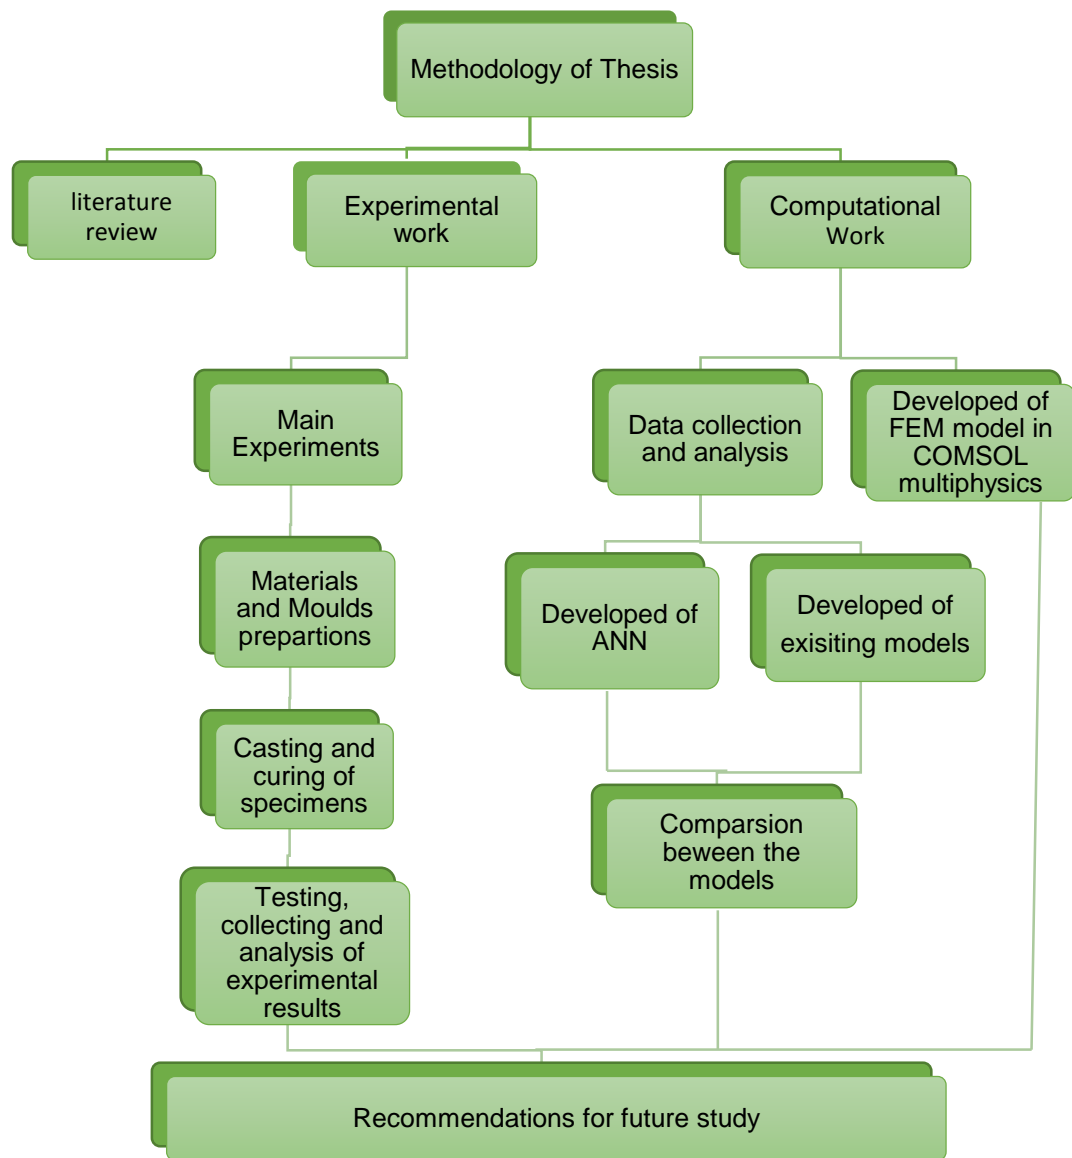 Methodology of Thesis
literature
review
Experimental
work
Computational
Work
Main
Experiments
Data collection
and analysis
Developed of
FEM model in
COMSOL
multiphysics
Materials
and Moulds
prepartions
Developed of
ANN
Developed of
exisiting models
Casting and
curing of
specimens
Comparsion
beween the
models
Testing,
collecting and
analysis of
experimental
results
Recommendations for future study